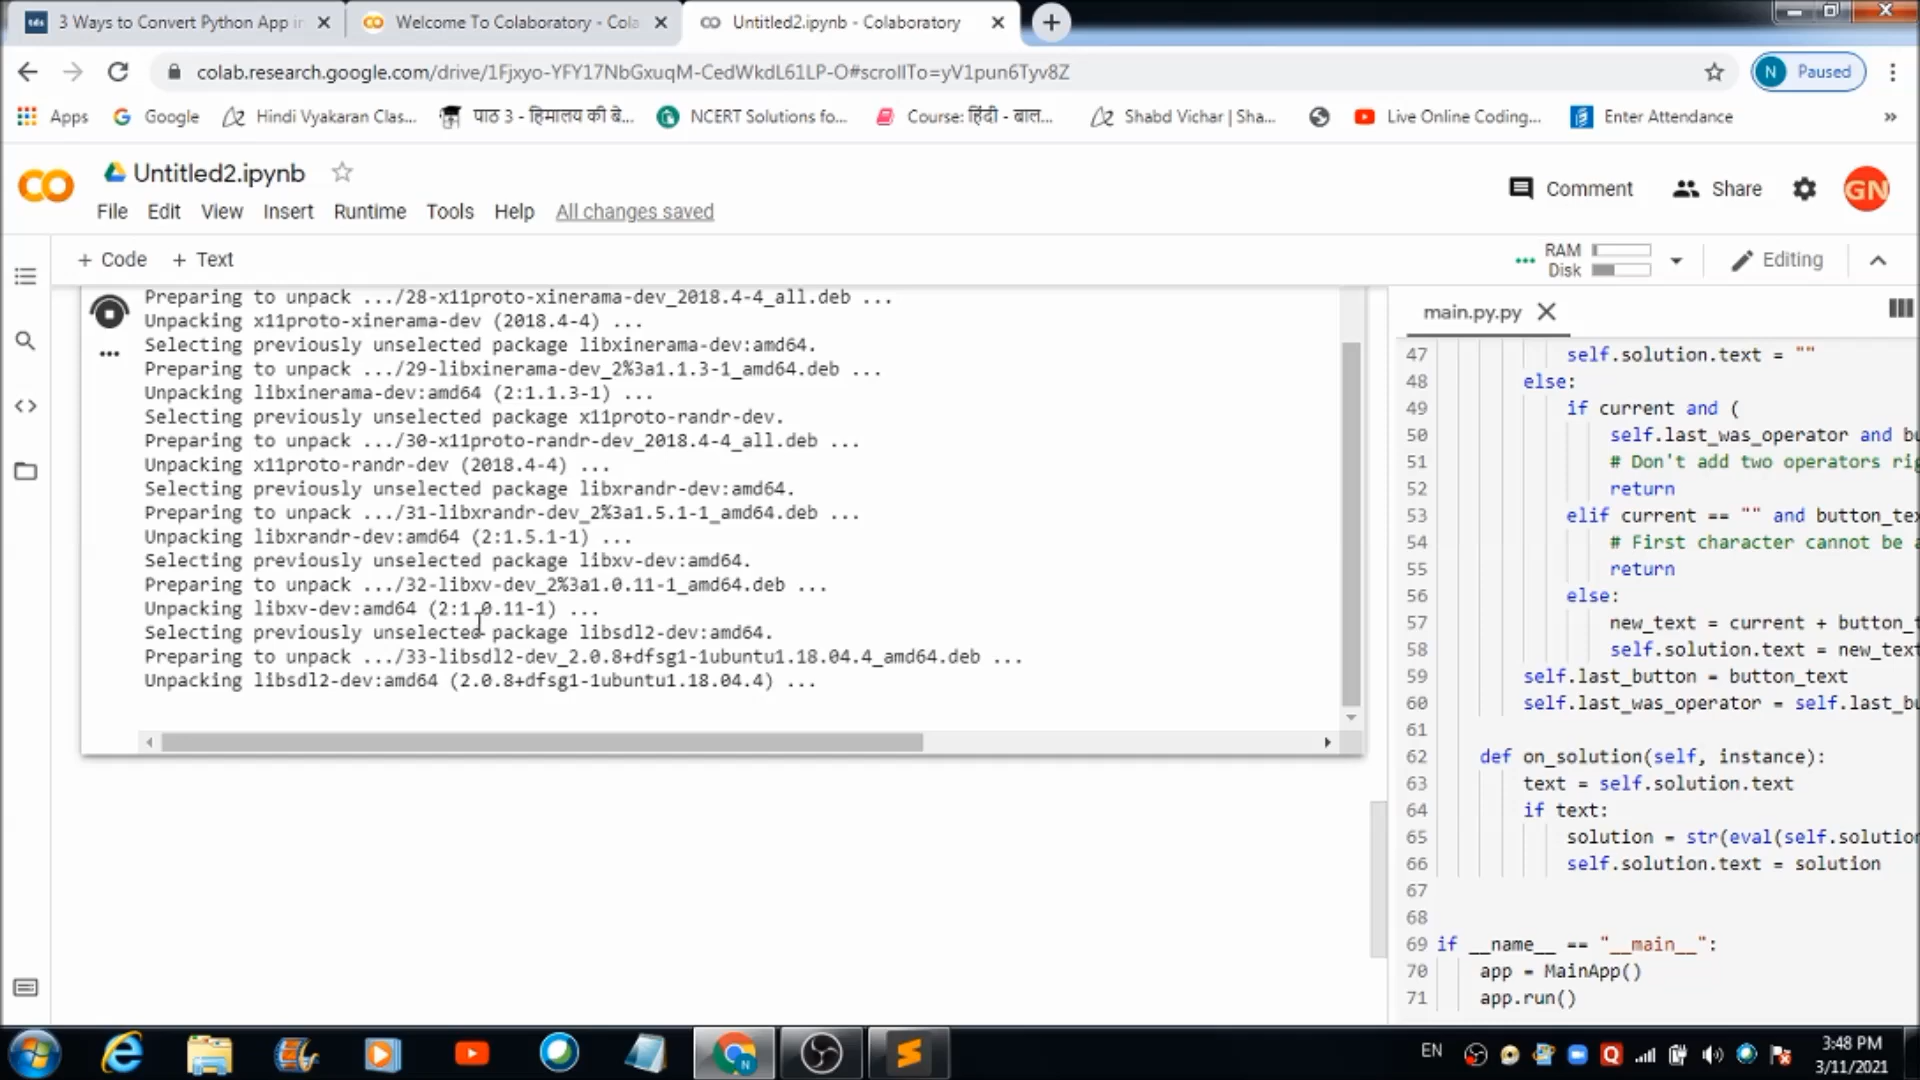 3 Ways to Convert Python App in
Welcome To Colaboratory - Cola
Untitled2.ipynb - Colaboratory
colab.research.google.com/drive/1Fjxyo-YFY17NbGxuqM-CedWkdL61LP-O#scrollTo=yV1pun6Tyv8Z
N Paused
Apps
Google
Hindi Vyakaran Clas...
पाठ 3 - हिमालय की बे...
NCERT Solutions fo...
Course: हिंदी - बाल...
Shabd Vichar | Sha...
Live Online Coding...
Enter Attendance
»
Untitled2.ipynb
Comment
Share
GN
File Edit View Insert Runtime Tools Help All changes saved
+ Code + Text
RAM
Disk
Editing
Preparing to unpack .../28-x11proto-xinerama-dev_2018.4-4_all.deb ...
Unpacking x11proto-xinerama-dev (2018.4-4) ...
Selecting previously unselected package libxinerama-dev:amd64.
Preparing to unpack .../29-libxinerama-dev_2%3a1.1.3-1_amd64.deb ...
Unpacking libxinerama-dev:amd64 (2:1.1.3-1) ...
Selecting previously unselected package x11proto-randr-dev.
Preparing to unpack .../30-x11proto-randr-dev_2018.4-4_all.deb ...
Unpacking x11proto-randr-dev (2018.4-4) ...
Selecting previously unselected package libxrandr-dev:amd64.
Preparing to unpack .../31-libxrandr-dev_2%3a1.5.1-1_amd64.deb ...
Unpacking libxrandr-dev:amd64 (2:1.5.1-1) ...
Selecting previously unselected package libxv-dev:amd64.
Preparing to unpack .../32-libxv-dev_2%3a1.0.11-1_amd64.deb ...
Unpacking libxv-dev:amd64 (2:1.0.11-1) ...
Selecting previously unselected package libsdl2-dev:amd64.
Preparing to unpack .../33-libsdl2-dev_2.0.8+dfsg1-1ubuntu1.18.04.4_amd64.deb ...
Unpacking libsdl2-dev:amd64 (2.0.8+dfsg1-1ubuntu1.18.04.4) ...
main.py.py
47 self.solution.text = ""
48 else:
49 if current and (
50 self.last_was_operator and bu
51 # Don't add two operators rig
52 return
53 elif current == "" and button_tex
54 # First character cannot be a
55 return
56 else:
57 new_text = current + button_t
58 self.solution.text = new_text
59 self.last_button = button_text
60 self.last_was_operator = self.last_bu
61
62 def on_solution(self, instance):
63 text = self.solution.text
64 if text:
65 solution = str(eval(self.solution
66 self.solution.text = solution
67
68
69 if __name__ == "__main__":
70 app = MainApp()
71 app.run()
EN
3:48 PM
3/11/2021